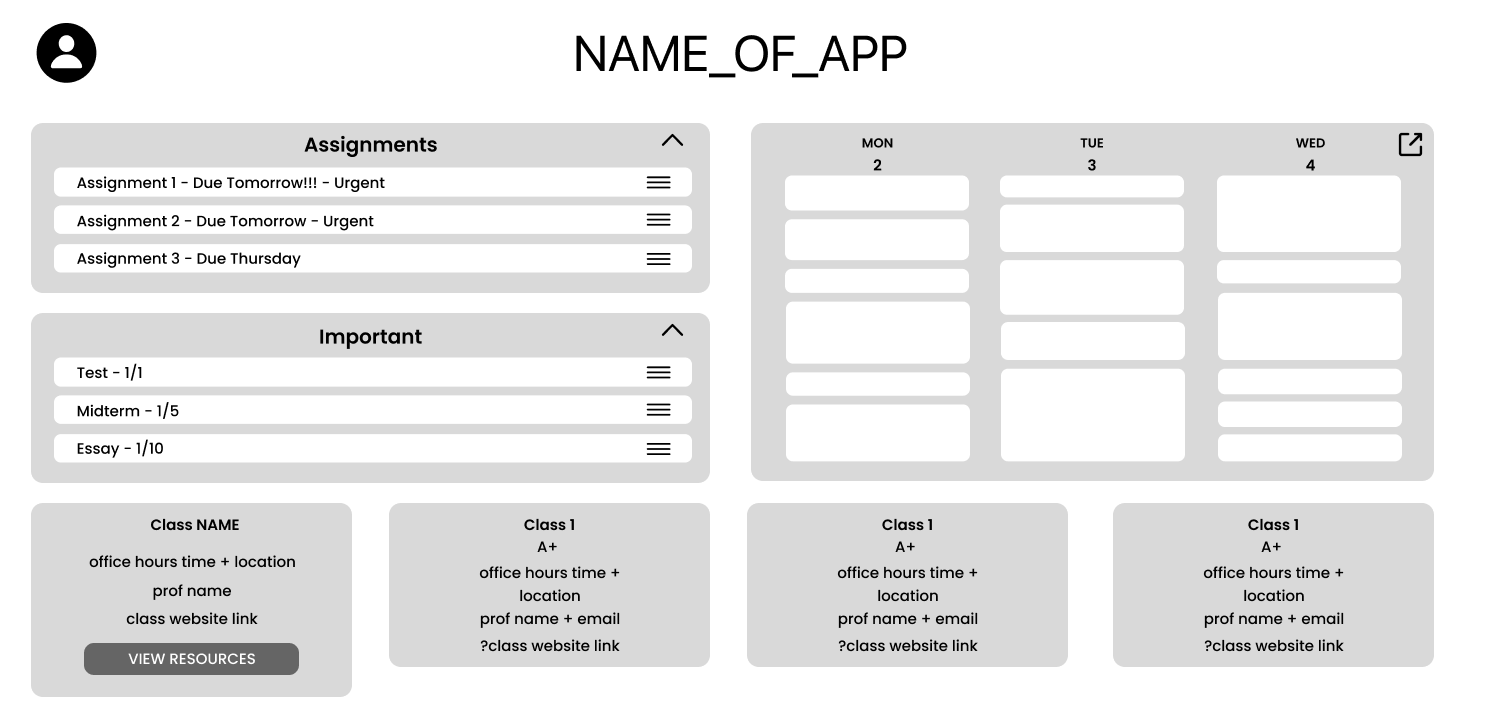 NAME_OF_APP
Assignments
Assignment 1 - Due Tomorrow!!! - Urgent
Assignment 2 - Due Tomorrow - Urgent
Assignment 3 - Due Thursday
Important
Test - 1/1
Midterm - 1/5
Essay - 1/10
MON
2
TUE
3
WED
4
Class NAME
office hours time + location
prof name
class website link
VIEW RESOURCES
Class 1
A+
office hours time +
location
prof name + email
?class website link
Class 1
A+
office hours time +
location
prof name + email
?class website link
Class 1
A+
office hours time +
location
prof name + email
?class website link